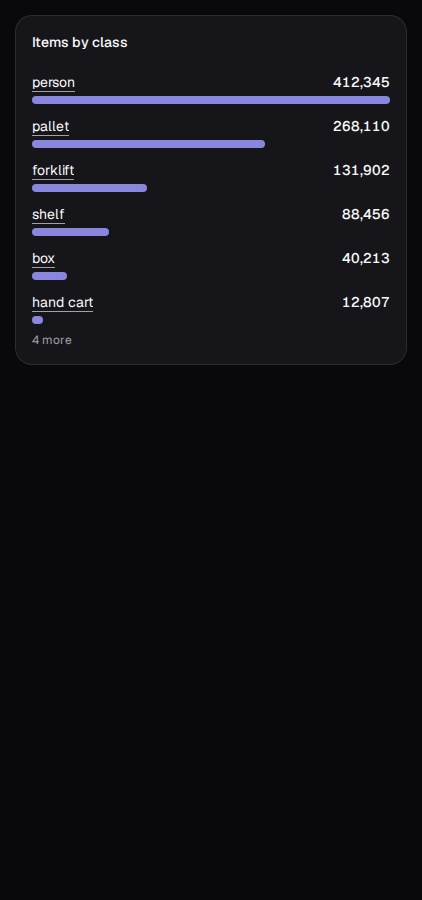 Items by class
person 412,345
pallet 268,110
forklift 131,902
shelf 88,456
box 40,213
hand cart 12,807
4 more